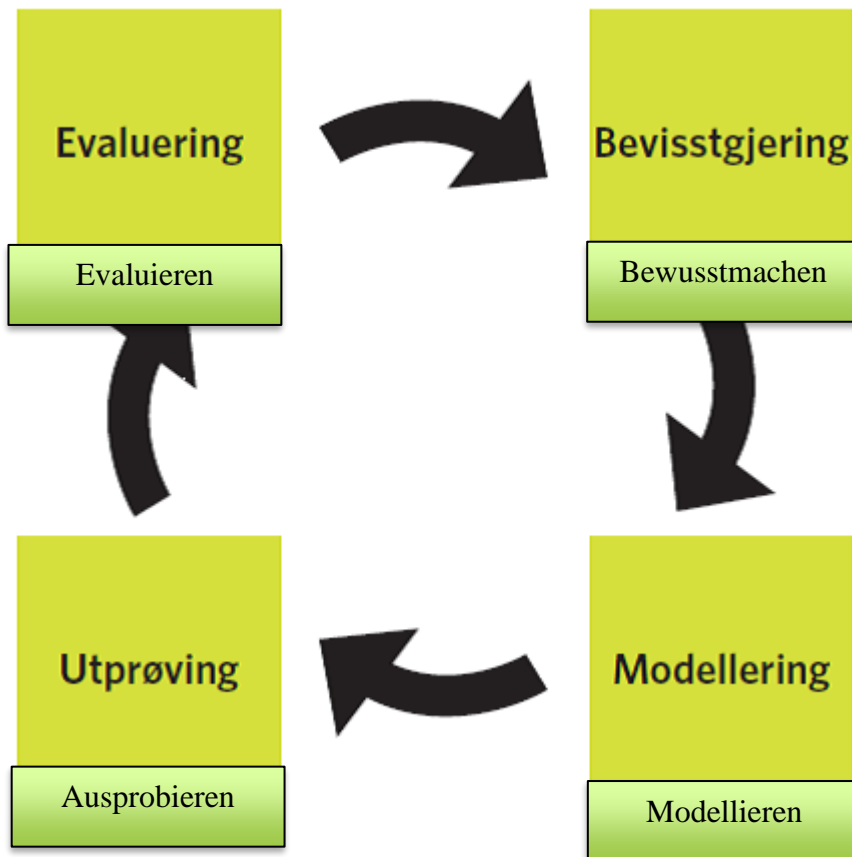 Evaluering
Bevisstgjering
Evaluieren
Bewusstmachen
Utprøving
Modellering
Ausprobieren
Modellieren